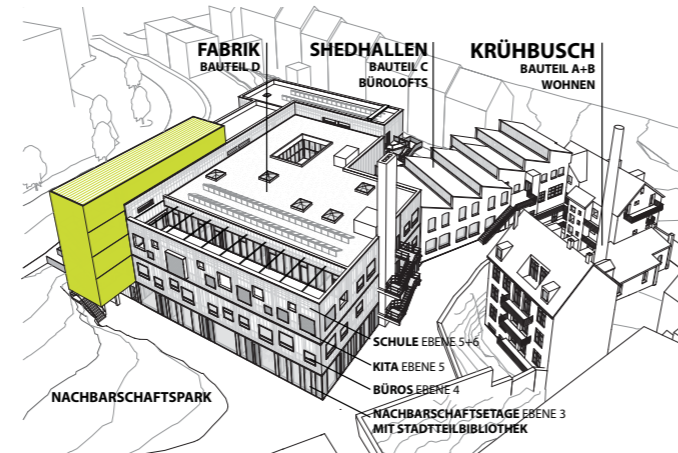 FABRIK
BAUTEIL D
SHEDHALLEN
BAUTEIL C
BÜROLOFTS
KRÜHBUSCH
BAUTEIL A+B
WOHNEN
SCHULE EBENE 5+6
KITA EBENE 5
BÜROS EBENE 4
NACHBARSCHAFTSETAGE EBENE 3
MIT STADTTEILBIBLIOTHEK
NACHBARSCHAFTSPARK